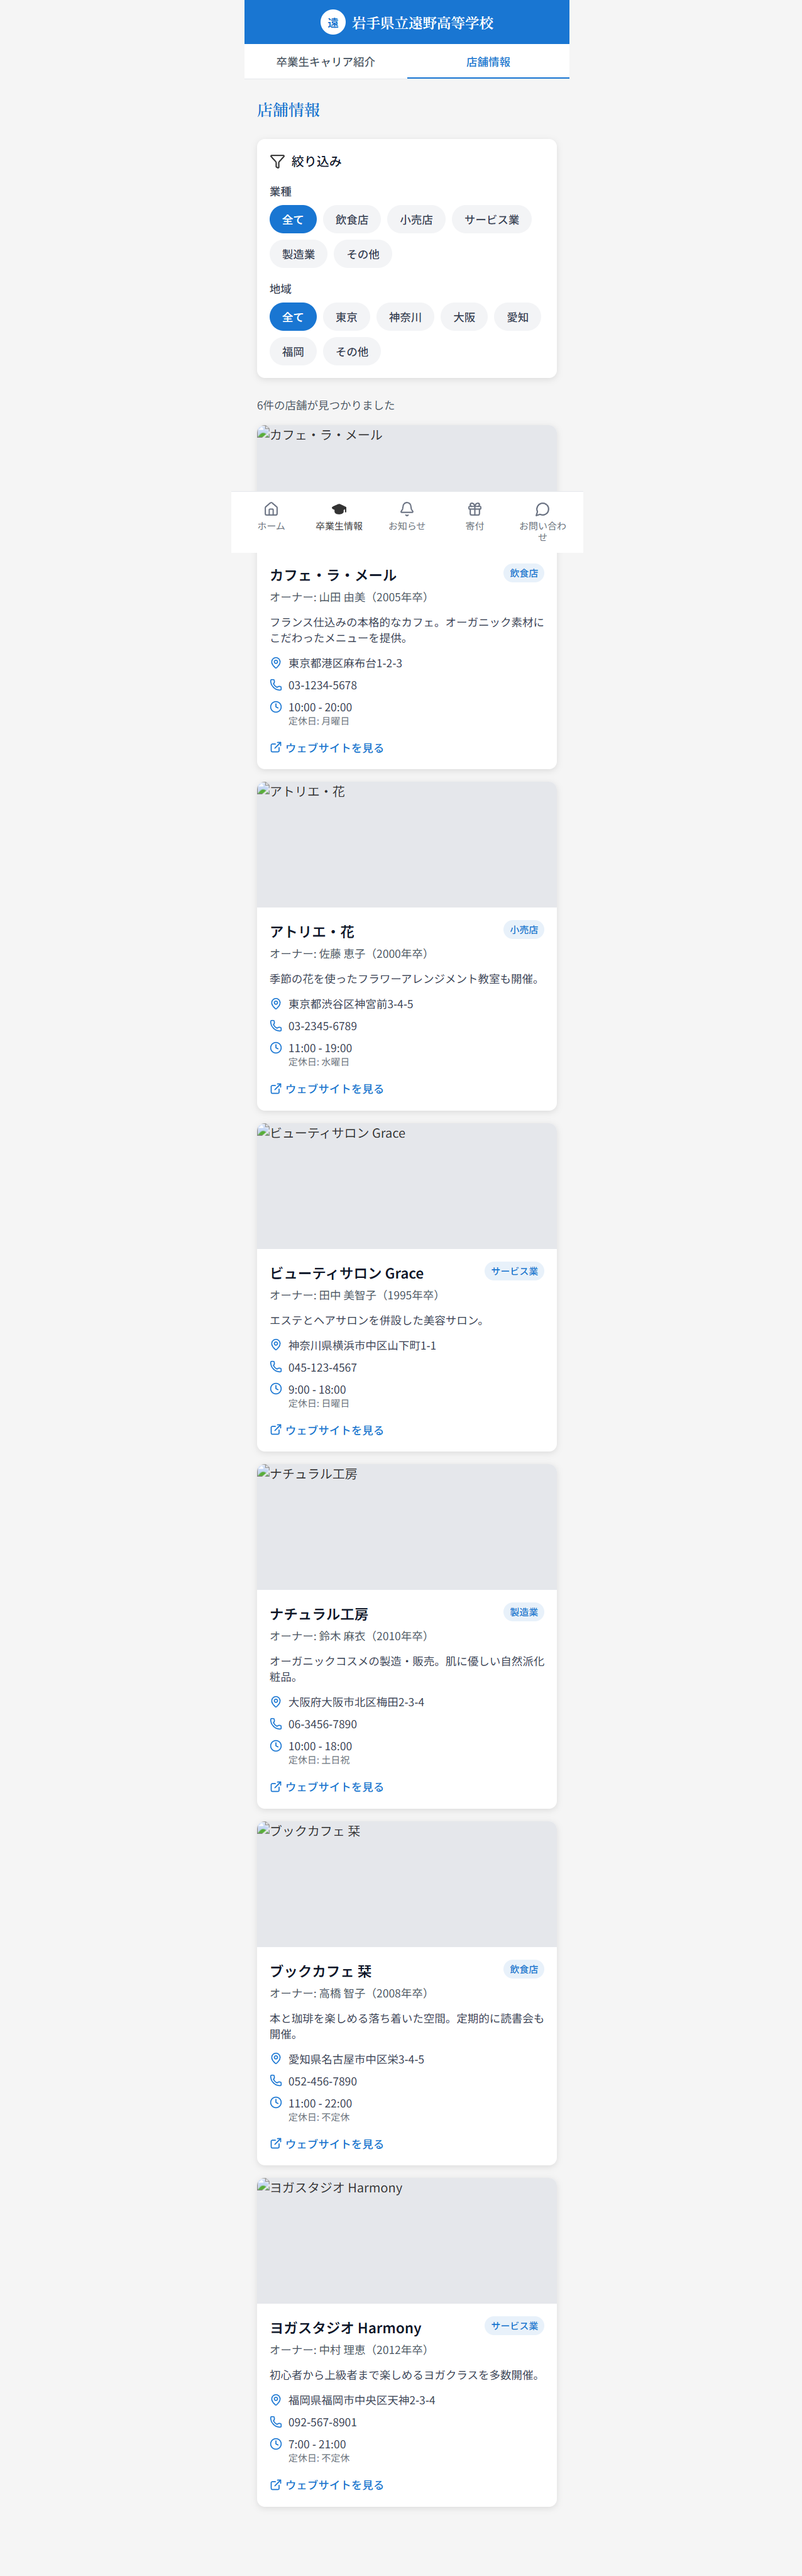 遠 岩手県立遠野高等学校
卒業生キャリア紹介 店舗情報
店舗情報
絞り込み
業種
全て 飲食店 小売店 サービス業
製造業 その他
地域
全て 東京 神奈川 大阪 愛知
福岡 その他
6件の店舗が見つかりました
カフェ・ラ・メール
ホーム 卒業生情報 お知らせ 寄付 お問い合わ
せ
カフェ・ラ・メール 飲食店
オーナー: 山田 由美（2005年卒）
フランス仕込みの本格的なカフェ。オーガニック素材に
こだわったメニューを提供。
東京都港区麻布台1-2-3
03-1234-5678
10:00 - 20:00
定休日: 月曜日
ウェブサイトを見る
アトリエ・花
アトリエ・花 小売店
オーナー: 佐藤 恵子（2000年卒）
季節の花を使ったフラワーアレンジメント教室も開催。
東京都渋谷区神宮前3-4-5
03-2345-6789
11:00 - 19:00
定休日: 水曜日
ウェブサイトを見る
ビューティサロン Grace
ビューティサロン Grace サービス業
オーナー: 田中 美智子（1995年卒）
エステとヘアサロンを併設した美容サロン。
神奈川県横浜市中区山下町1-1
045-123-4567
9:00 - 18:00
定休日: 日曜日
ウェブサイトを見る
ナチュラル工房
ナチュラル工房 製造業
オーナー: 鈴木 麻衣（2010年卒）
オーガニックコスメの製造・販売。肌に優しい自然派化
粧品。
大阪府大阪市北区梅田2-3-4
06-3456-7890
10:00 - 18:00
定休日: 土日祝
ウェブサイトを見る
ブックカフェ 栞
ブックカフェ 栞 飲食店
オーナー: 高橋 智子（2008年卒）
本と珈琲を楽しめる落ち着いた空間。定期的に読書会も
開催。
愛知県名古屋市中区栄3-4-5
052-456-7890
11:00 - 22:00
定休日: 不定休
ウェブサイトを見る
ヨガスタジオ Harmony
ヨガスタジオ Harmony サービス業
オーナー: 中村 理恵（2012年卒）
初心者から上級者まで楽しめるヨガクラスを多数開催。
福岡県福岡市中央区天神2-3-4
092-567-8901
7:00 - 21:00
定休日: 不定休
ウェブサイトを見る